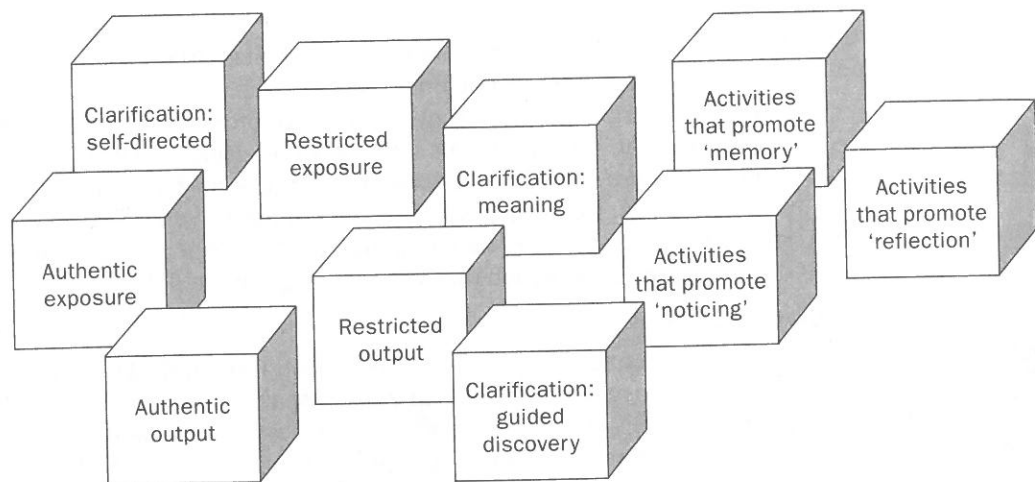 Clarification:
self-directed
Restricted
exposure
Clarification:
meaning
Activities
that promote
‘memory’
Activities
that promote
‘reflection’
Authentic
exposure
Restricted
output
Activities
that promote
‘noticing’
Authentic
output
Clarification:
guided
discovery